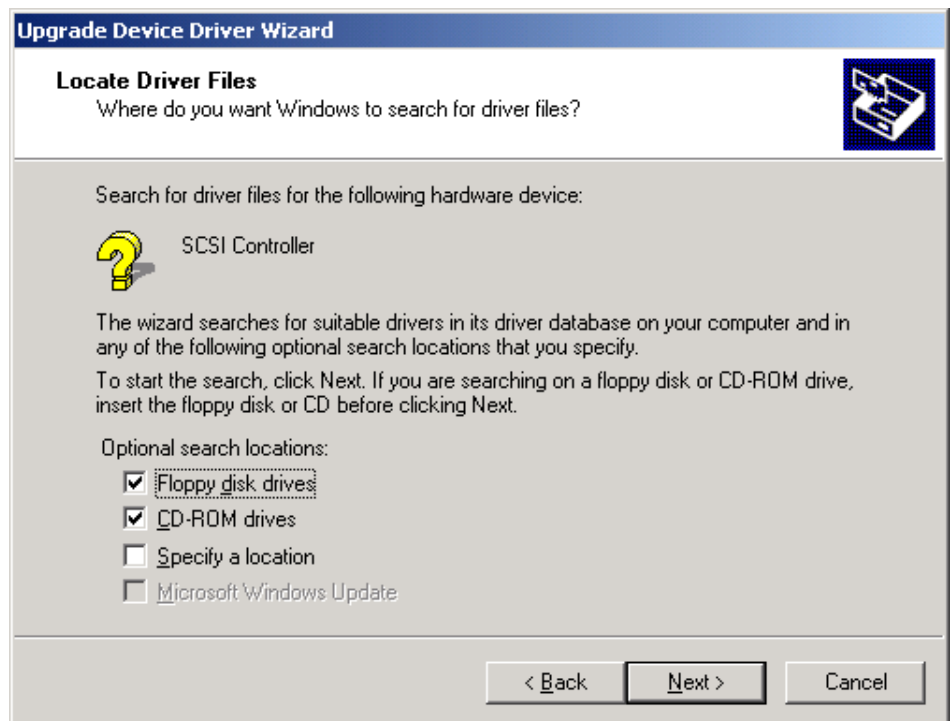 Upgrade Device Driver Wizard
Locate Driver Files
Where do you want Windows to search for driver files?
Search for driver files for the following hardware device:
SCSI Controller
The wizard searches for suitable drivers in its driver database on your computer and in
any of the following optional search locations that you specify.
To start the search, click Next. If you are searching on a floppy disk or CD-ROM drive,
insert the floppy disk or CD before clicking Next.
Optional search locations:
Floppy disk drives
CD-ROM drives
Specify a location
Microsoft Windows Update
< Back
Next >
Cancel